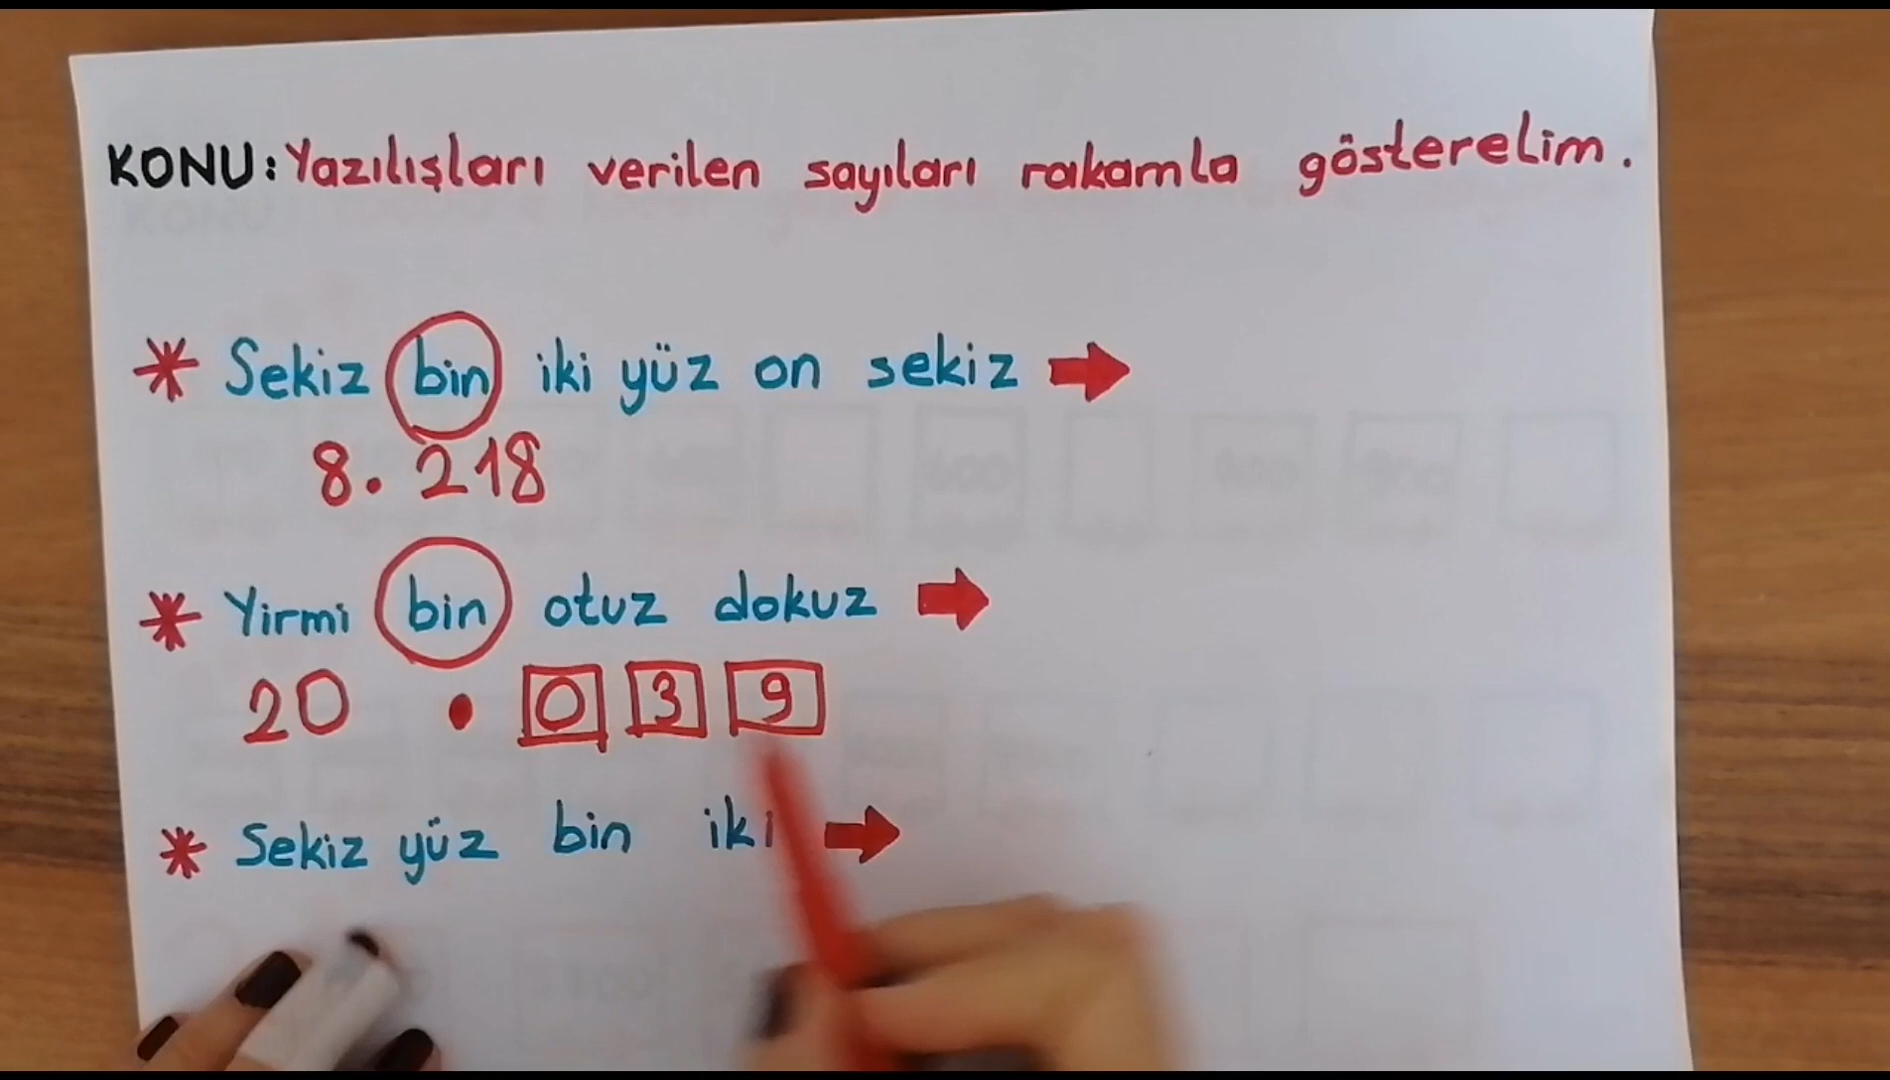 KONU: Yazılışları verilen sayıları rakamla gösterelim.
* Sekiz bin iki yüz on sekiz →
8.218
* Yirmi bin otuz dokuz →
20 . 0 3 9
* Sekiz yüz bin iki →